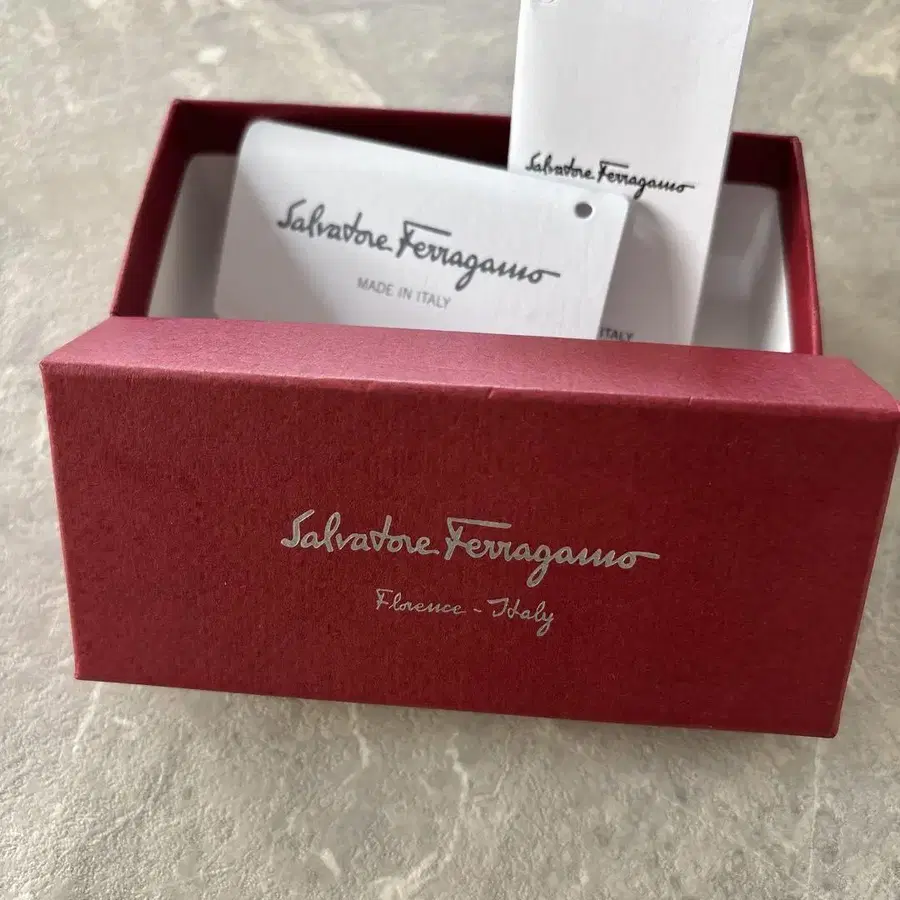 Salvatore Ferragamo
Salvatore Ferragamo
MADE IN ITALY
ITALY
Salvatore Ferragamo
Florence - Italy